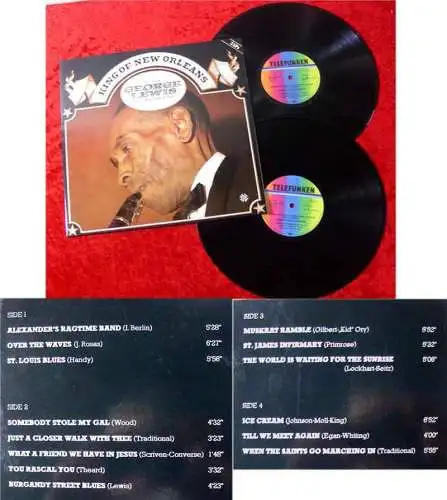 KING OF NEW ORLEANS
GEORGE
LEWIS
TELEFUNKEN
TELEFUNKEN
SIDE 1
ALEXANDER'S RAGTIME BAND (I. Berlin) 5'28"
OVER THE WAVES (J. Rosas) 6'27"
ST. LOUIS BLUES (Handy) 5'56"
SIDE 2
SOMEBODY STOLE MY GAL (Wood) 4'32"
JUST A CLOSER WALK WITH THEE (Traditional) 3'23"
WHAT A FRIEND WE HAVE IN JESUS (Scriven-Converse) 1'48"
YOU RASCAL YOU (Theard) 3'32"
BURGANDY STREET BLUES (Lewis) 4'23"
SIDE 3
MUSKRAT RAMBLE (Gilbert-„Kid" Ory) 6'52"
ST. JAMES INFIRMARY (Primrose) 5'32"
THE WORLD IS WAITING FOR THE SUNRISE 6'06"
(Lockhart-Seitz)
SIDE 4
ICE CREAM (Johnson-Moll-King) 6'52"
TILL WE MEET AGAIN (Egan-Whiting) 4'00"
WHEN THE SAINTS GO MARCHING IN (Traditional) 5'55"